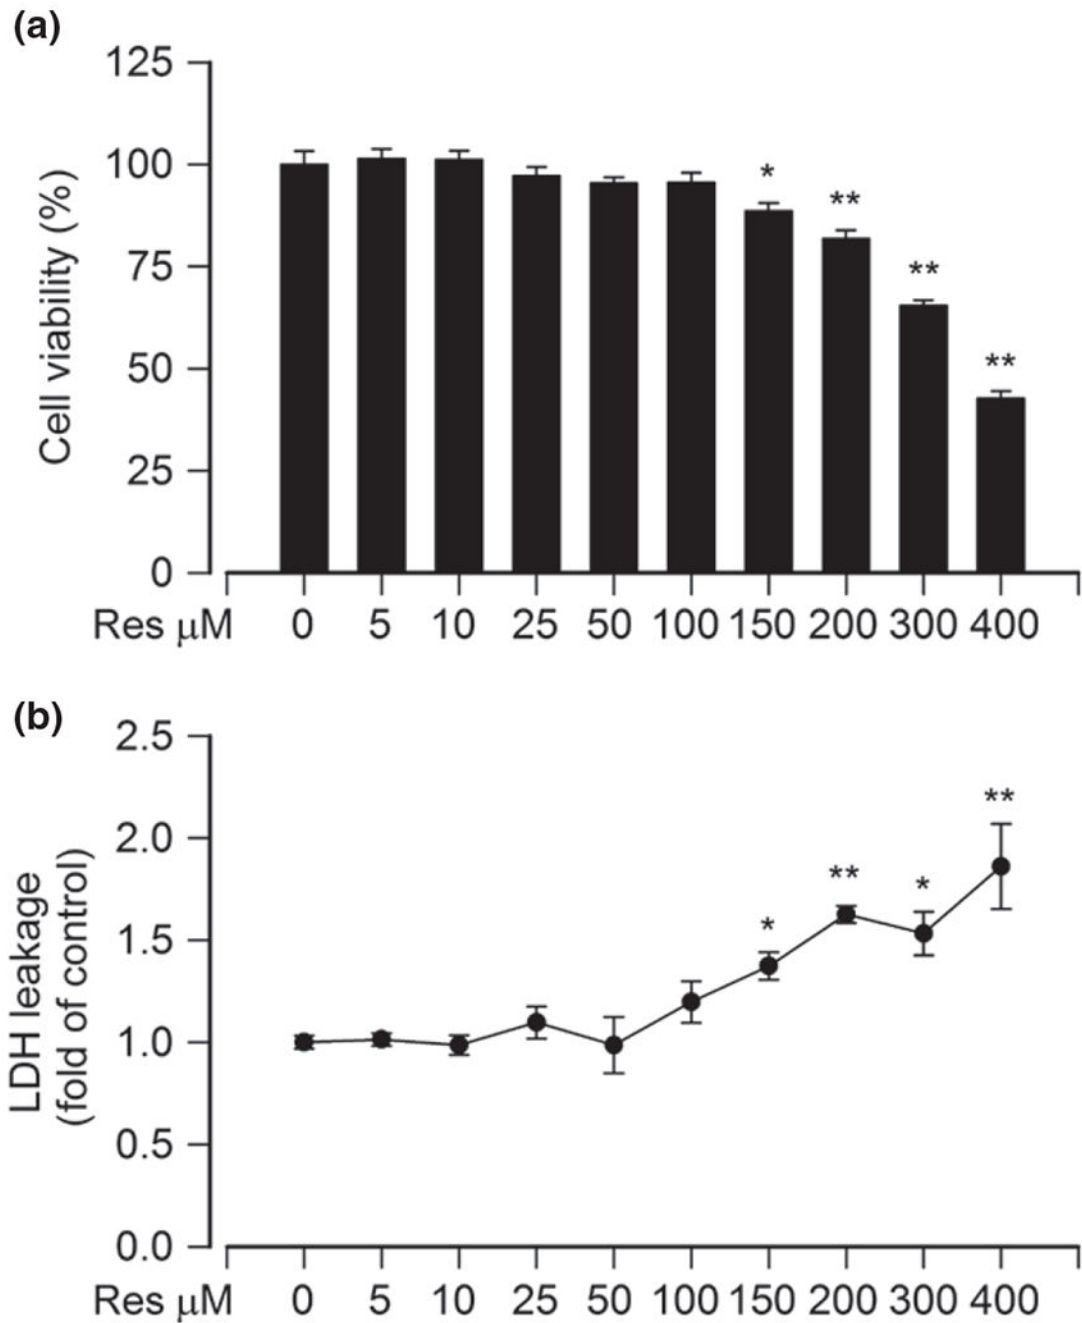 (a)
125
100
75
50
25
0
Cell viability (%)
* ** ** **
Res μM 0 5 10 25 50 100 150 200 300 400
(b)
2.5
2.0
1.5
1.0
0.5
0.0
LDH leakage
(fold of control)
* ** * **
Res μM 0 5 10 25 50 100 150 200 300 400